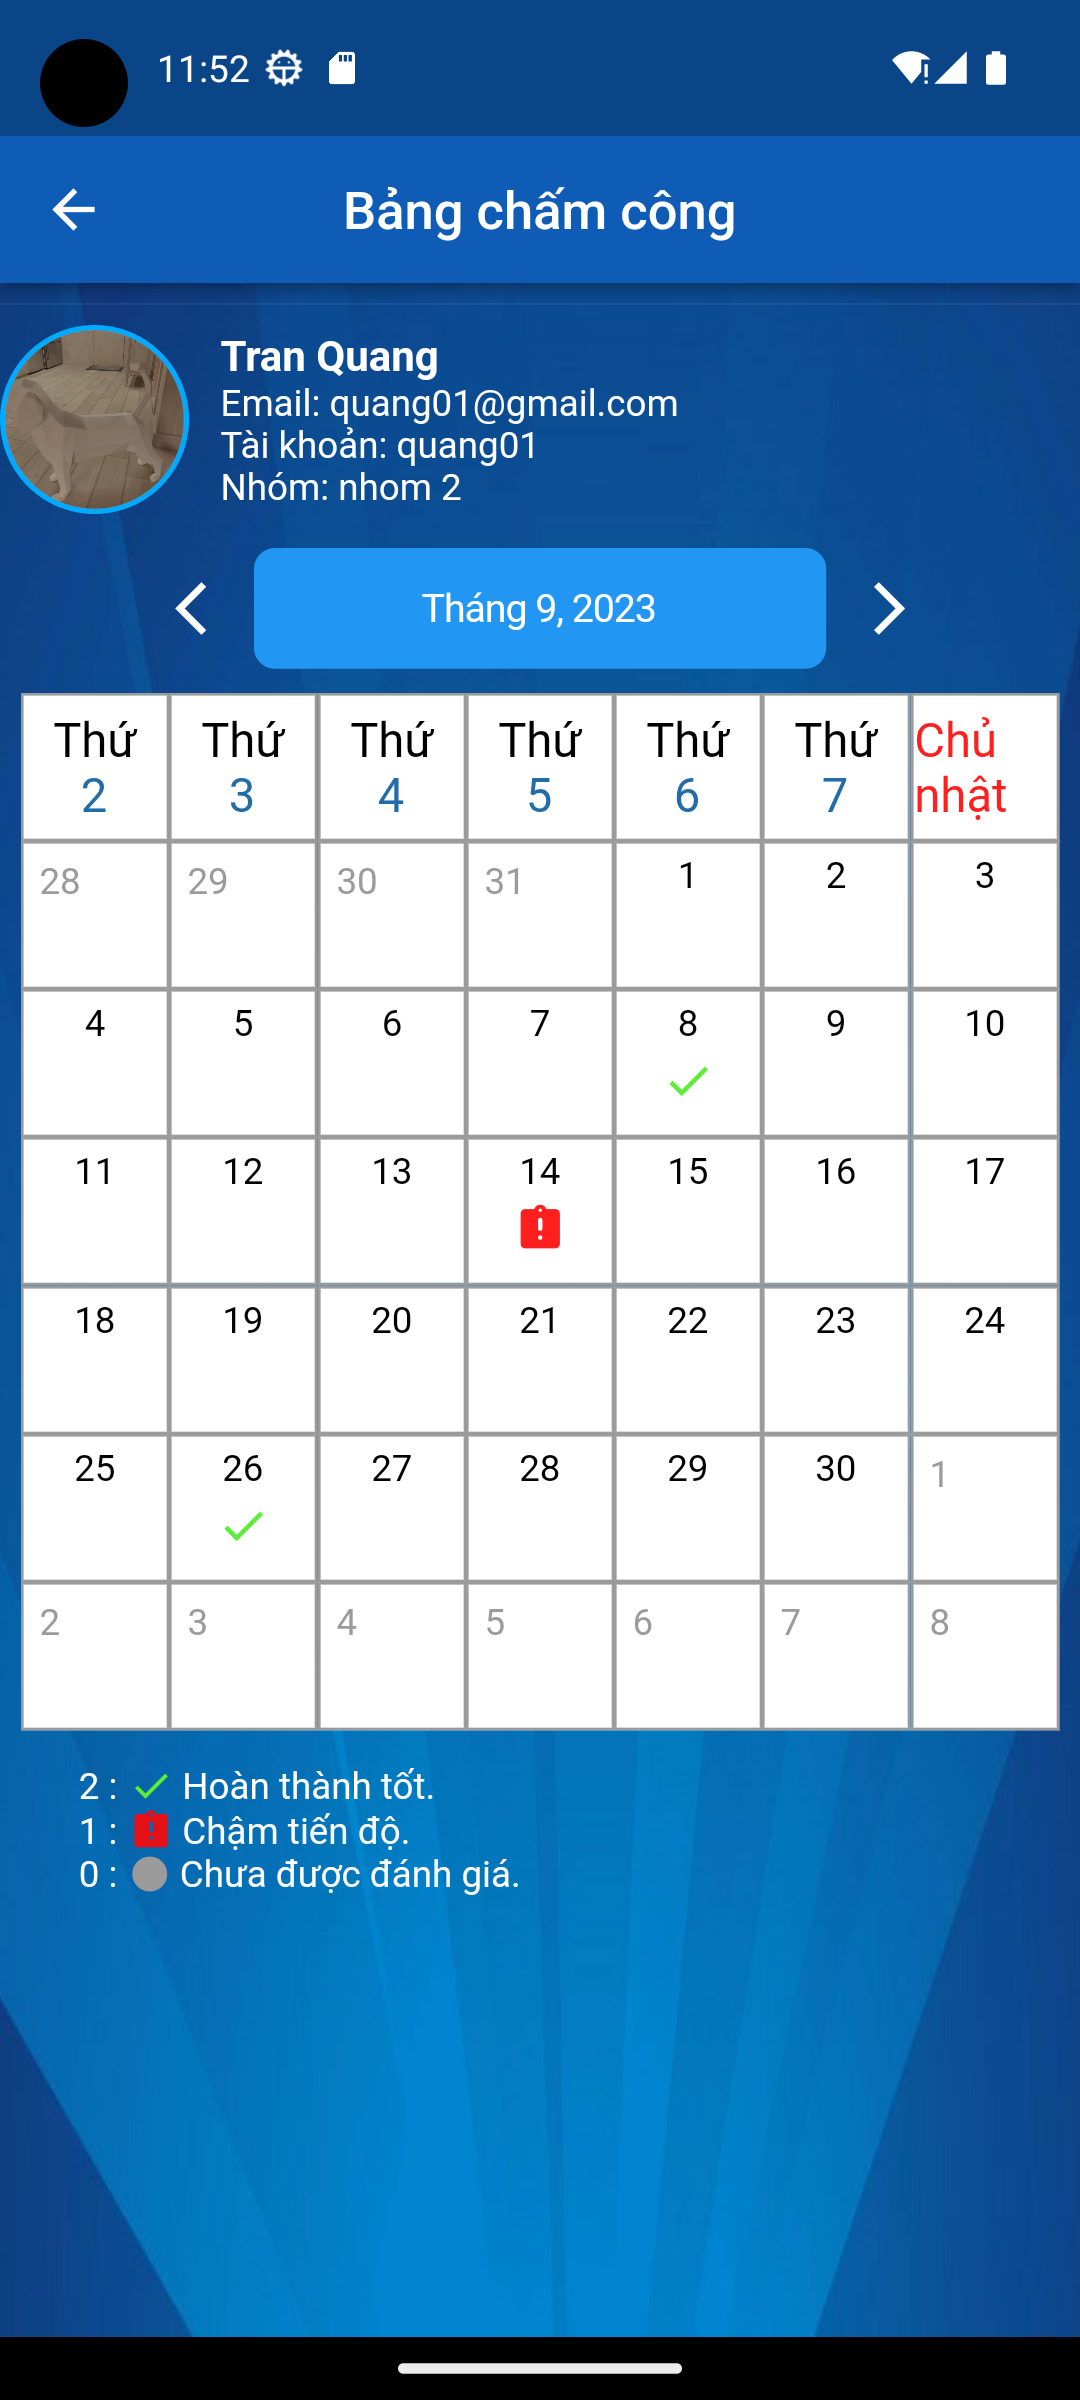 11:52
Bảng chấm công
Tran Quang
Email: quang01@gmail.com
Tài khoản: quang01
Nhóm: nhom 2
Tháng 9, 2023
Thứ 2 Thứ 3 Thứ 4 Thứ 5 Thứ 6 Thứ 7 Chủ nhật
28 29 30 31 1 2 3
4 5 6 7 8 9 10
11 12 13 14 15 16 17
18 19 20 21 22 23 24
25 26 27 28 29 30 1
2 3 4 5 6 7 8
2 : Hoàn thành tốt.
1 : Chậm tiến độ.
0 : Chưa được đánh giá.